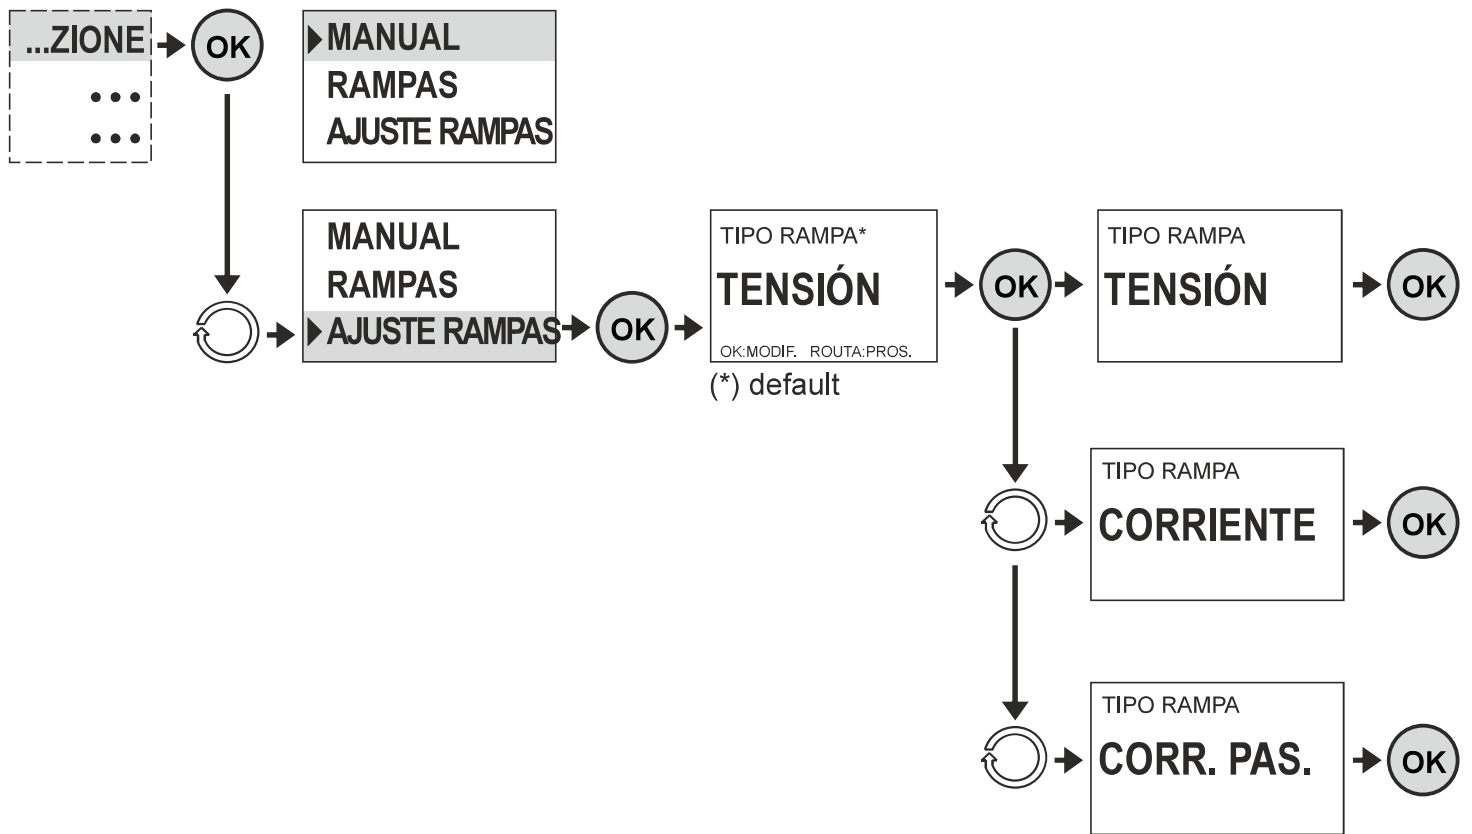 ...ZIONE
OK
MANUAL
RAMPAS
AJUSTE RAMPAS
MANUAL
RAMPAS
AJUSTE RAMPAS
OK
TIPO RAMPA*
TENSIÓN
OK:MODIF. ROUTA:PROS.
(*) default
OK
TIPO RAMPA
TENSIÓN
OK
TIPO RAMPA
CORRIENTE
OK
TIPO RAMPA
CORR. PAS.
OK